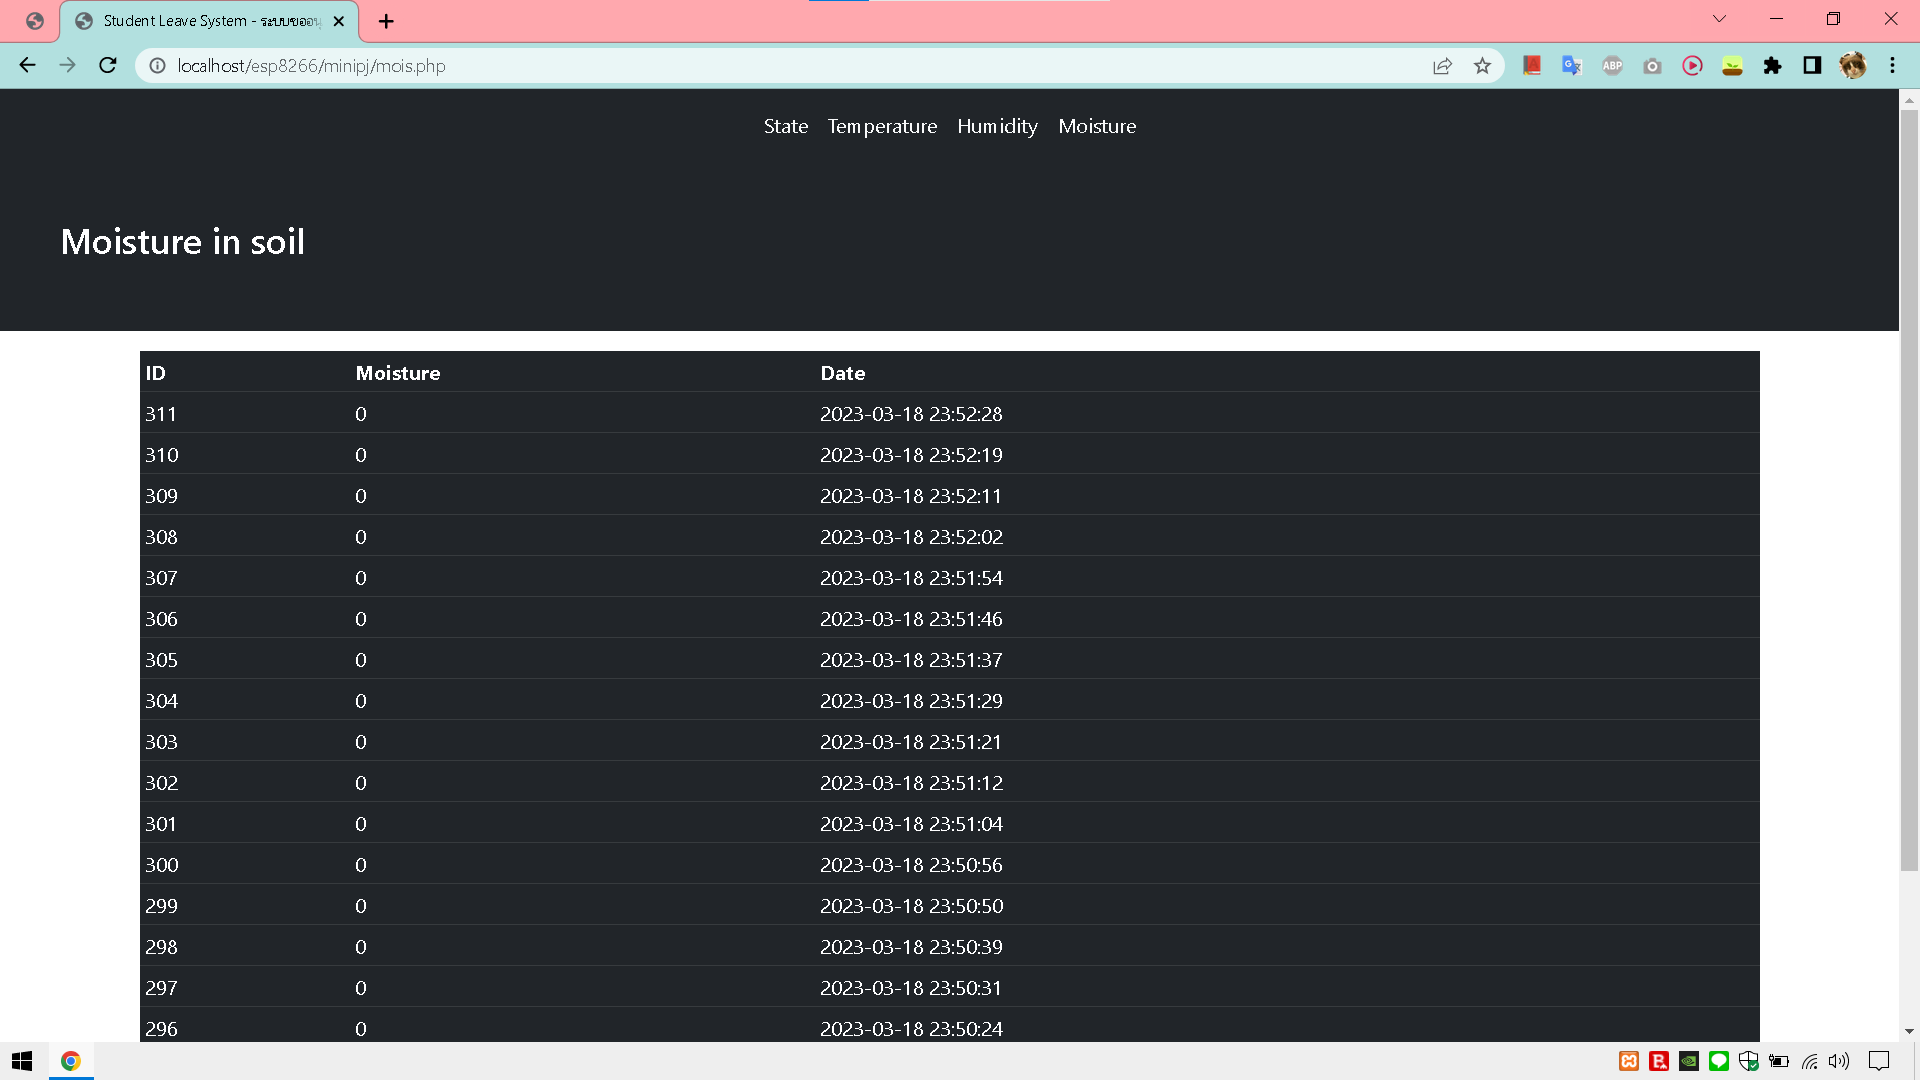 Student Leave System - ระบบขออนุ
localhost/esp8266/minipj/mois.php
ABP
State Temperature Humidity Moisture
Moisture in soil
ID Moisture Date
311 0 2023-03-18 23:52:28
310 0 2023-03-18 23:52:19
309 0 2023-03-18 23:52:11
308 0 2023-03-18 23:52:02
307 0 2023-03-18 23:51:54
306 0 2023-03-18 23:51:46
305 0 2023-03-18 23:51:37
304 0 2023-03-18 23:51:29
303 0 2023-03-18 23:51:21
302 0 2023-03-18 23:51:12
301 0 2023-03-18 23:51:04
300 0 2023-03-18 23:50:56
299 0 2023-03-18 23:50:50
298 0 2023-03-18 23:50:39
297 0 2023-03-18 23:50:31
296 0 2023-03-18 23:50:24